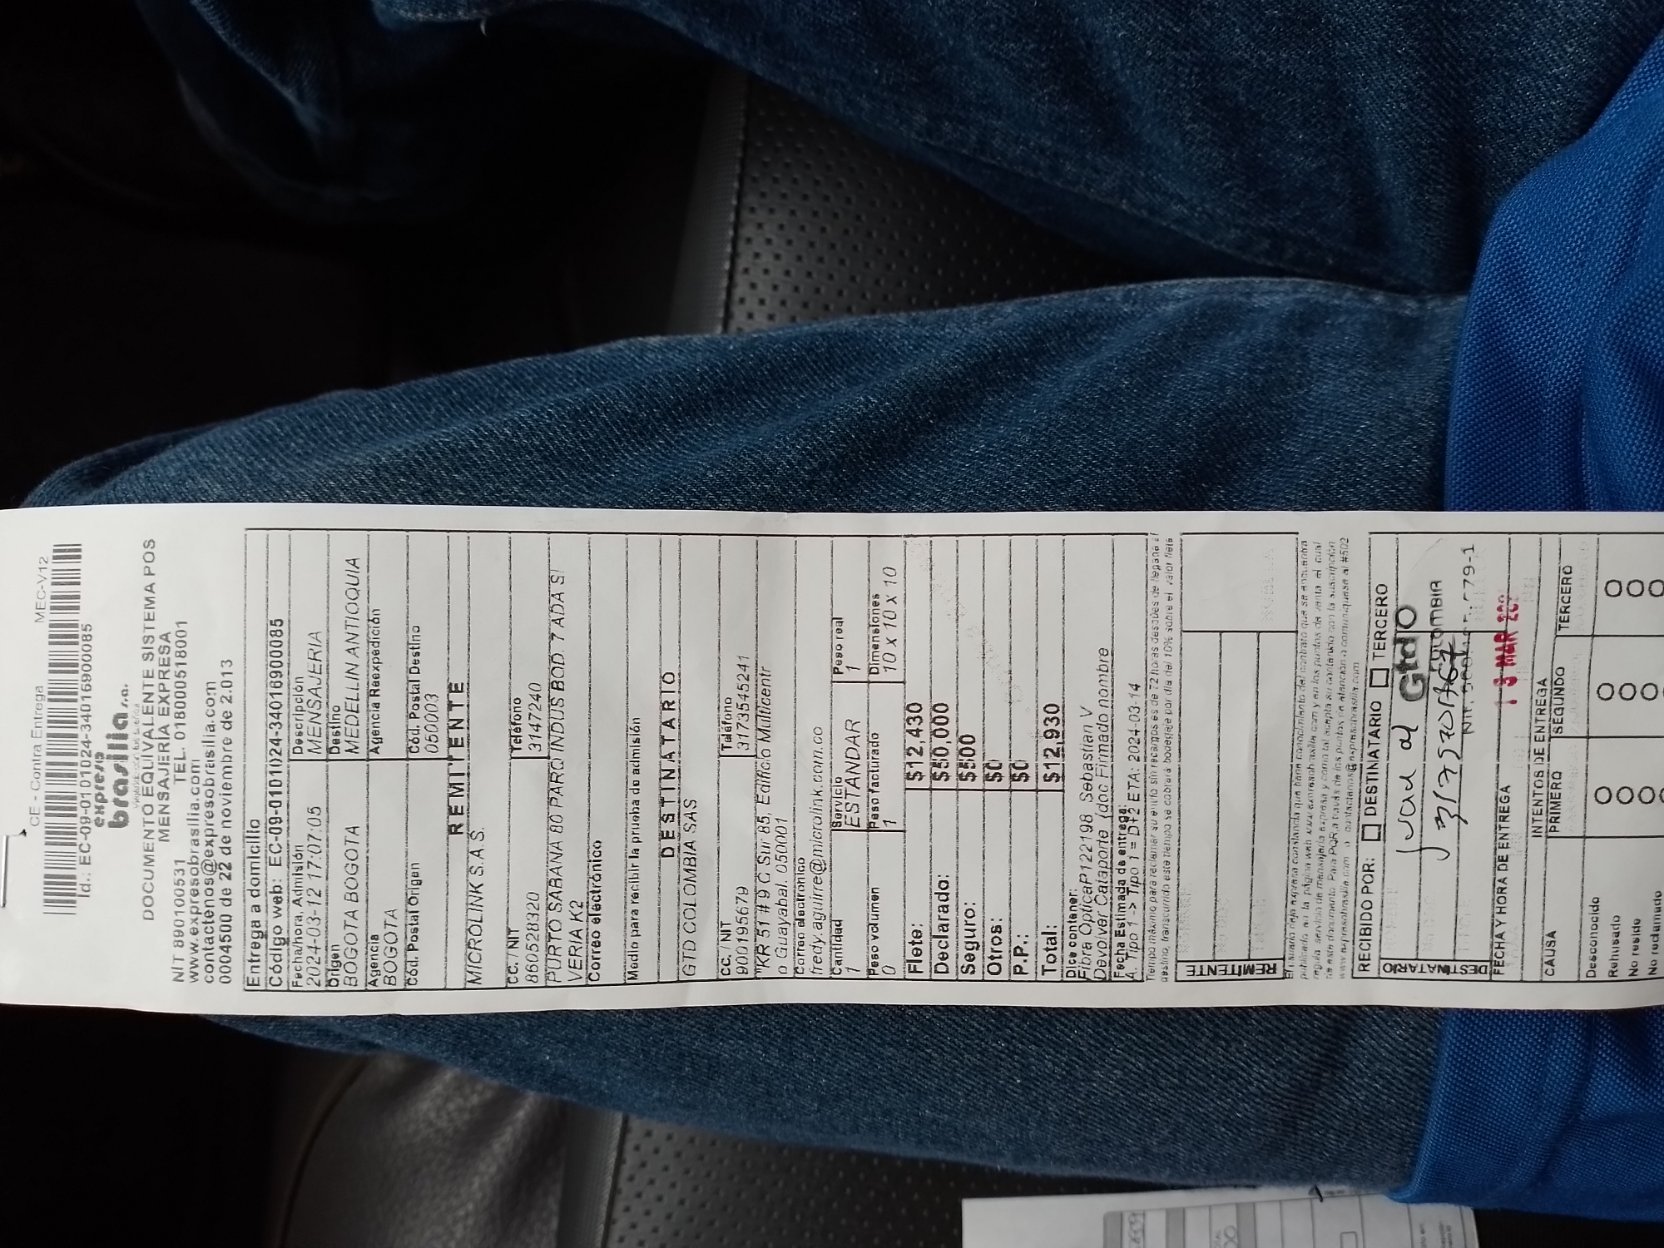 CE - Contra Entrega MEC-V12
Id.: EC-09-0101024-3401690­0085
expreso
brasilia s.a.
DOCUMENTO EQUIVALENTE SISTEMA POS
MENSAJERIA EXPRESA
NIT 890100531 TEL. 018000518001
www.expresobrasilia.com
contactenos@expresobrasilia.com
0004500 de 22 de noviembre de 2.013
Entrega a domicilio
Código web: EC-09-0101024-34016900085
Fecha/hora. Admisión Descripción
2024-03-12 17:07:05 MENSAJERIA
Origen Destino
BOGOTA BOGOTA MEDELLIN ANTIOQUIA
Agencia Agencia Reexpedición
BOGOTA
Cód. Postal Origen Cód. Postal Destino
050003
REMITENTE
MICROLINK S.A.S.
CC. / NIT Teléfono
860528320 3147240
PURTO SABANA 80 PARQ INDUS BOD. 7 ADA S
VERIA K2
Correo electrónico
Medio para recibir la prueba de admisión
DESTINATARIO
GTD COLOMBIA SAS
CC. / NIT Teléfono
900195679 3173545241
"KR 51 # 9 C Sur 85, Edificio Multicentr
o Guayabal. 050001
Correo electronico
fredy.aguirre@microlink.com.co
Cantidad Servicio Peso real
1 ESTANDAR 1
Peso volumen Peso facturado Dimensiones
0 1 10 x 10 x 10
Flete: $12,430
Declarado: $50,000
Seguro: $500
Otros: $0
P.P.: $0
Total: $12,930
Dice contener:
Fibra OpticaP122198 Sebastian V
Devolver Cataporte (doc Firmado nombre
Fecha Estimada de entrega:
A. Tipo 1 -> Tipo 1 = D+2 ETA: 2024-03-14
REMITENTE
RECIBIDO POR: DESTINATARIO TERCERO
DESTINATARIO
Gtd
COLOMBIA
FECHA Y HORA DE ENTREGA
MAR
INTENTOS DE ENTREGA
CAUSA PRIMERO SEGUNDO TERCERO
Desconocido
Rehusado
No reside
No reclamado